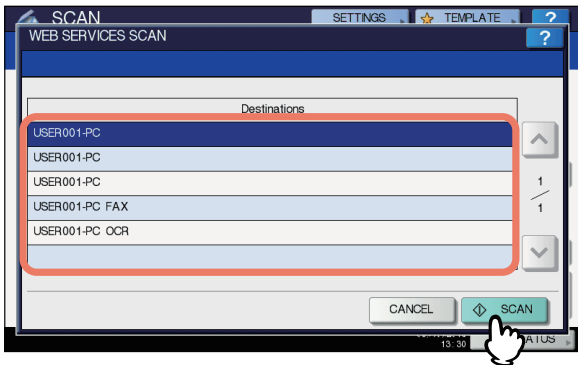 SCAN SETTINGS TEMPLATE ?
WEB SERVICES SCAN ?
Destinations
USER001-PC
USER001-PC
USER001-PC
1
USER001-PC FAX
1
USER001-PC OCR
CANCEL SCAN
13:30